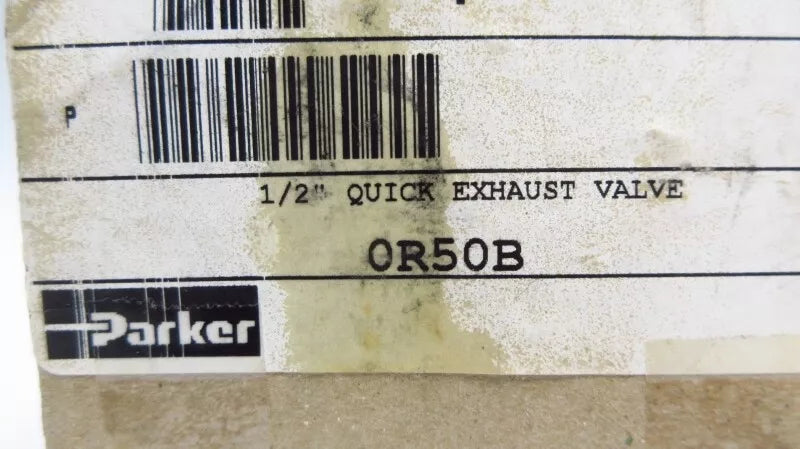 P
1/2" QUICK EXHAUST VALVE
0R50B
Parker